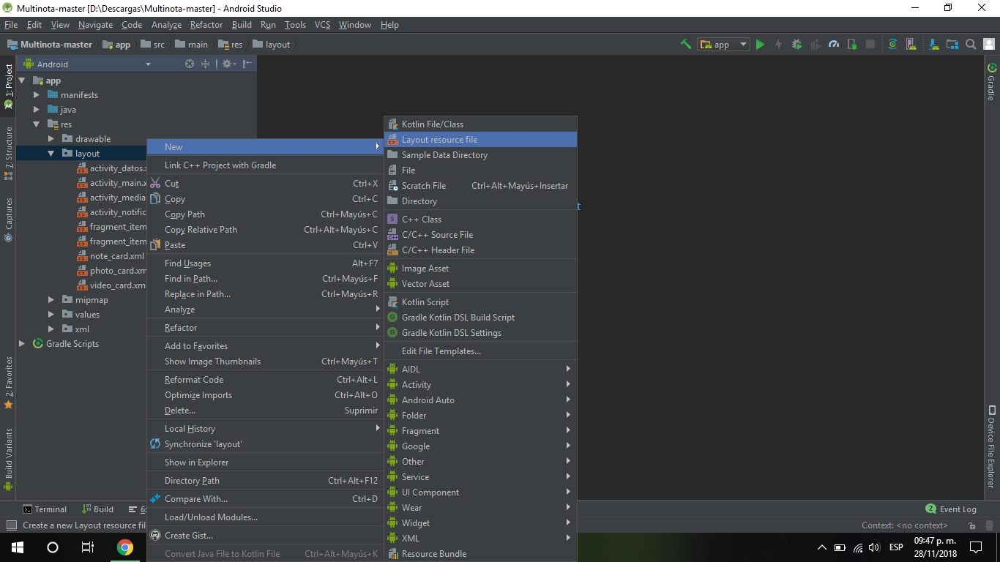 Multinota-master [D:\Descargas\Multinota-master] - Android Studio
File Edit View Navigate Code Analyze Refactor Build Run Tools VCS Window Help
Multinota-master app src main res layout
app
1: Project
7: Structure
Captures
2: Favorites
Build Variants
Android
app
manifests
java
res
drawable
layout
activity_datos.x
activity_main.x
activity_media
activity_notific
fragment_item
fragment_item
note_card.xml
photo_card.xm
video_card.xm
mipmap
values
xml
Gradle Scripts
New
Link C++ Project with Gradle
Cut Ctrl+X
Copy Ctrl+C
Copy Path Ctrl+Mayús+C
Copy Relative Path Ctrl+Alt+Mayús+C
Paste Ctrl+V
Find Usages Alt+F7
Find in Path... Ctrl+Mayús+F
Replace in Path... Ctrl+Mayús+R
Analyze
Refactor
Add to Favorites
Show Image Thumbnails Ctrl+Mayús+T
Reformat Code Ctrl+Alt+L
Optimize Imports Ctrl+Alt+O
Delete... Suprimir
Local History
Synchronize 'layout'
Show in Explorer
Directory Path Ctrl+Alt+F12
Compare With... Ctrl+D
Load/Unload Modules...
Create Gist...
Convert Java File to Kotlin File Ctrl+Alt+Mayús+K
Kotlin File/Class
Layout resource file
Sample Data Directory
File
Scratch File Ctrl+Alt+Mayús+Insertar
Directory
C++ Class
C/C++ Source File
C/C++ Header File
Image Asset
Vector Asset
Kotlin Script
Gradle Kotlin DSL Build Script
Gradle Kotlin DSL Settings
Edit File Templates...
AIDL
Activity
Android Auto
Folder
Fragment
Google
Other
Service
UI Component
Wear
Widget
XML
Resource Bundle
t
Gradle
Device File Explorer
Terminal Build 6:
2 Event Log
Create a new Layout resource fil
Context: <no context>
ESP
09:47 p. m.
28/11/2018